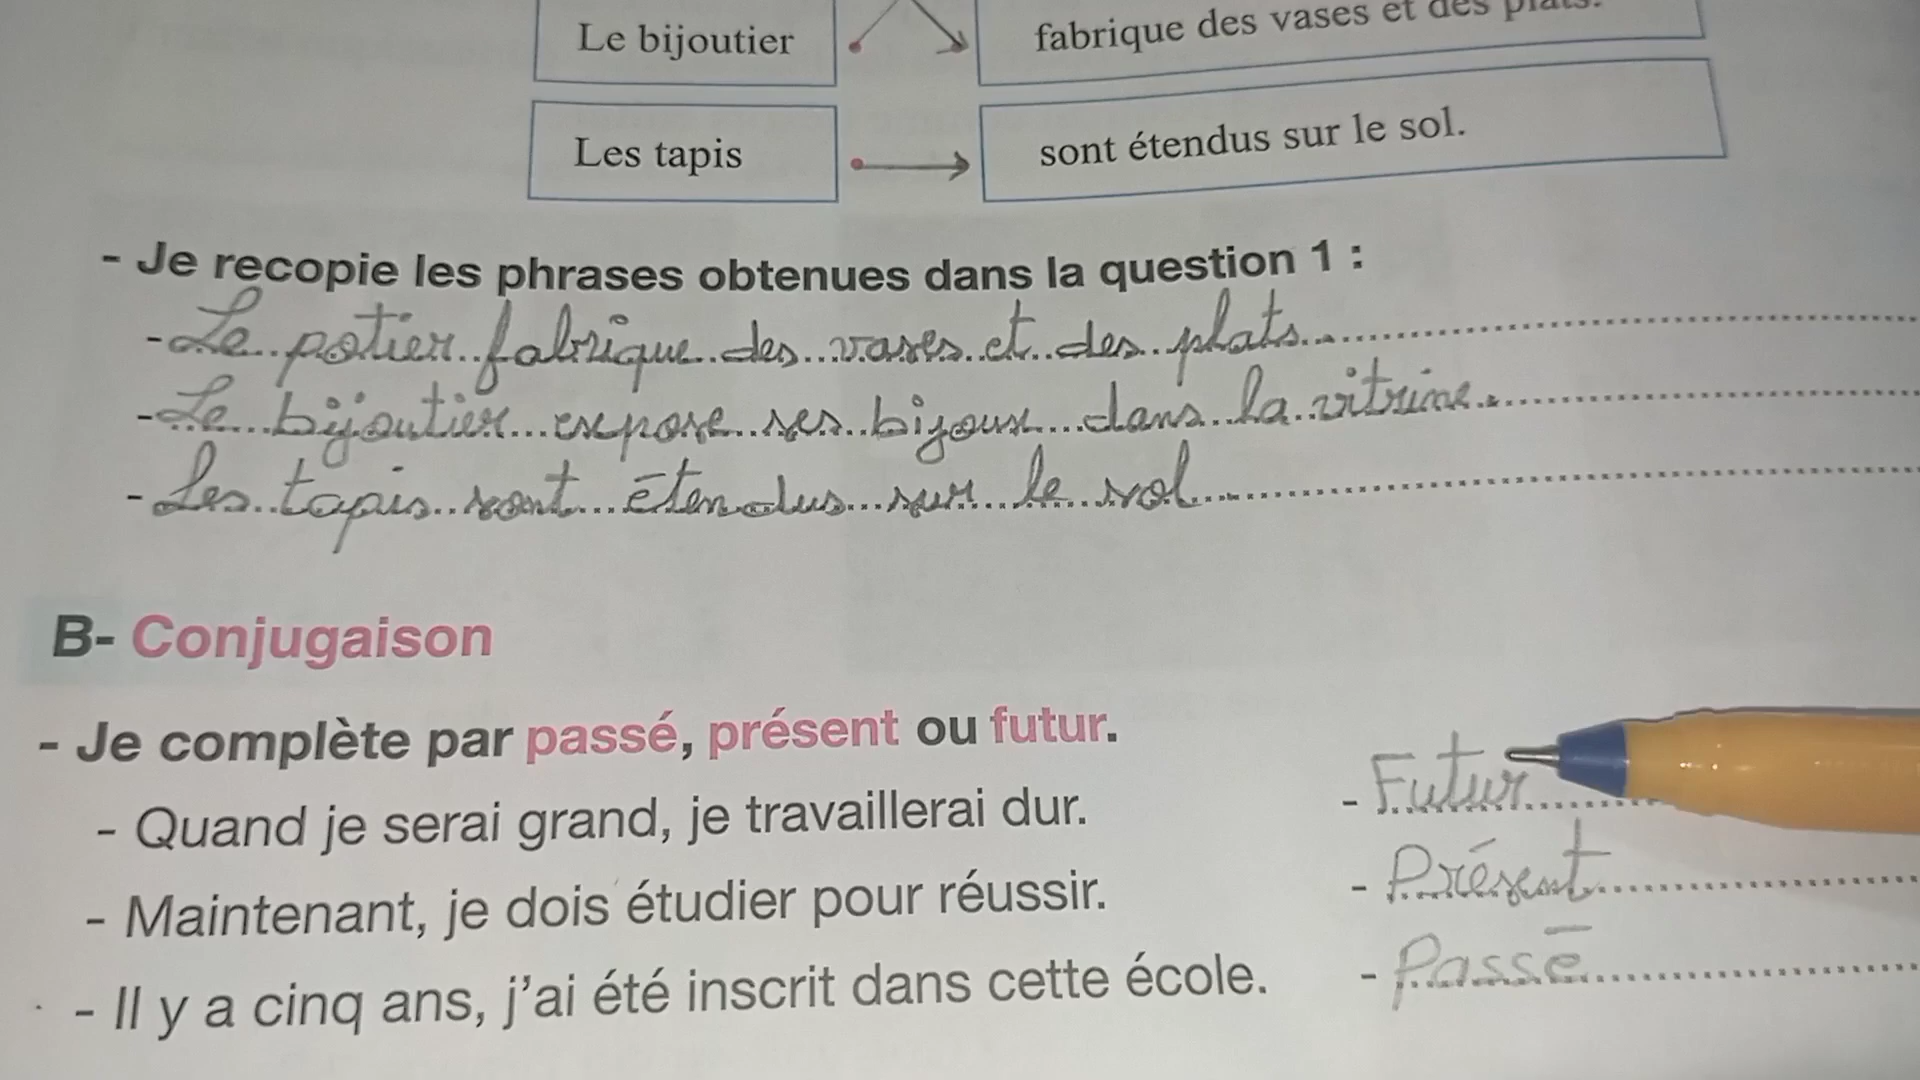 Le bijoutier
fabrique des vases et des plats.
Les tapis
sont étendus sur le sol.
- Je recopie les phrases obtenues dans la question 1 :
- Le potier fabrique des vases et des plats.
- Le bijoutier expose ses bijoux dans la vitrine.
- Les tapis sont étendus sur le sol
B- Conjugaison
- Je complète par passé, présent ou futur.
- Quand je serai grand, je travaillerai dur.
- Futur
- Maintenant, je dois étudier pour réussir.
- Présent
- Il y a cinq ans, j'ai été inscrit dans cette école.
- Passé